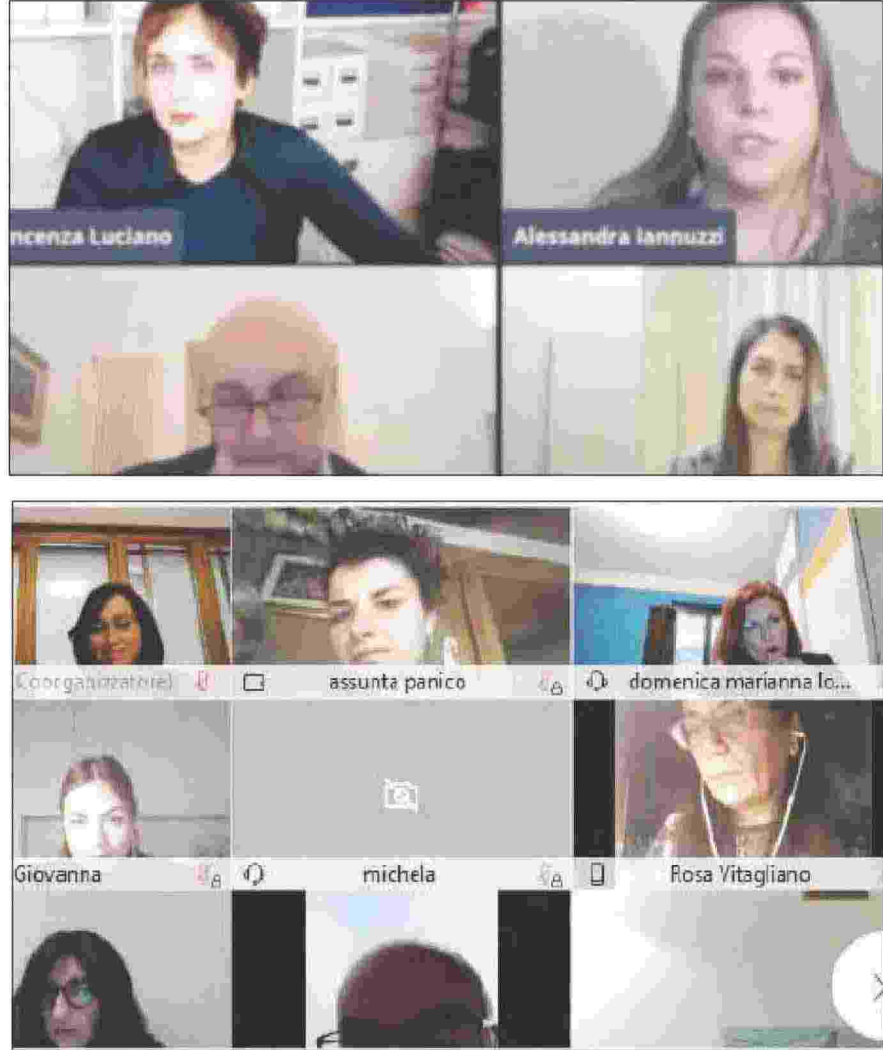 ncenza Luciano
Alessandra Iannuzzi
Coorganizzatore)
assunta panico
domenica marianna lo...
Giovanna
michela
Rosa Vitagliano